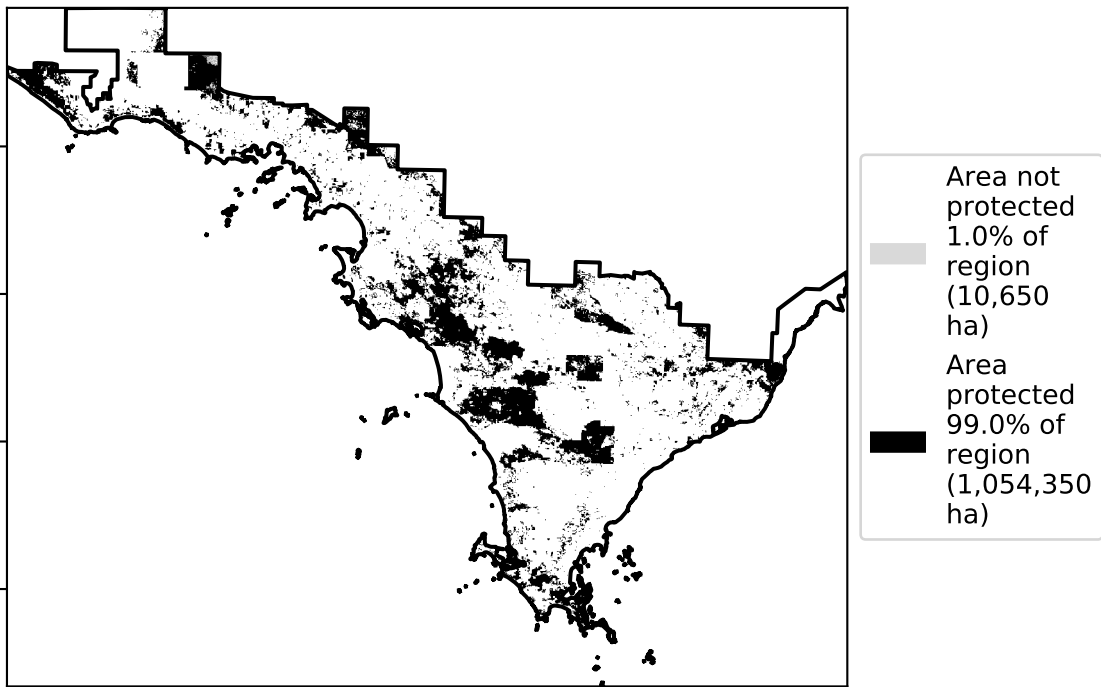 Area not
protected
1.0% of
region
(10,650
ha)
Area
protected
99.0% of
region
(1,054,350
ha)